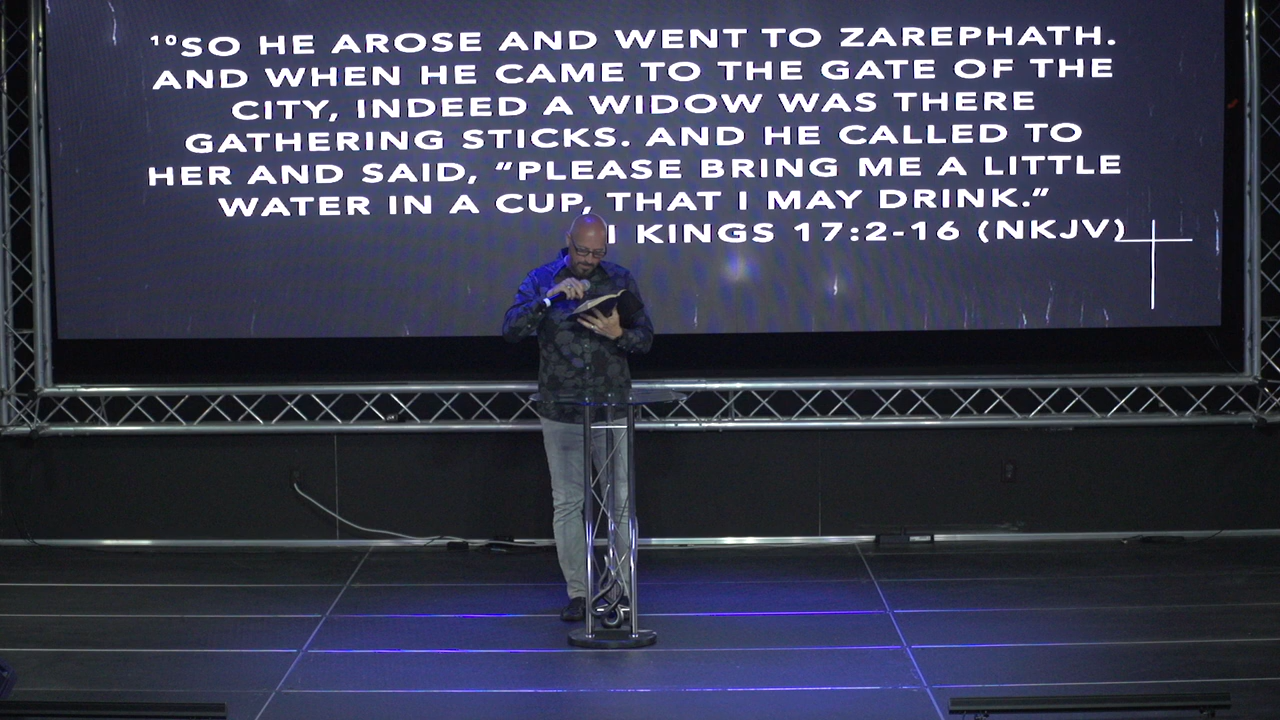 ¹⁰SO HE AROSE AND WENT TO ZAREPHATH.
AND WHEN HE CAME TO THE GATE OF THE
CITY, INDEED A WIDOW WAS THERE
GATHERING STICKS. AND HE CALLED TO
HER AND SAID, “PLEASE BRING ME A LITTLE
WATER IN A CUP, THAT I MAY DRINK.”
I KINGS 17:2-16 (NKJV)